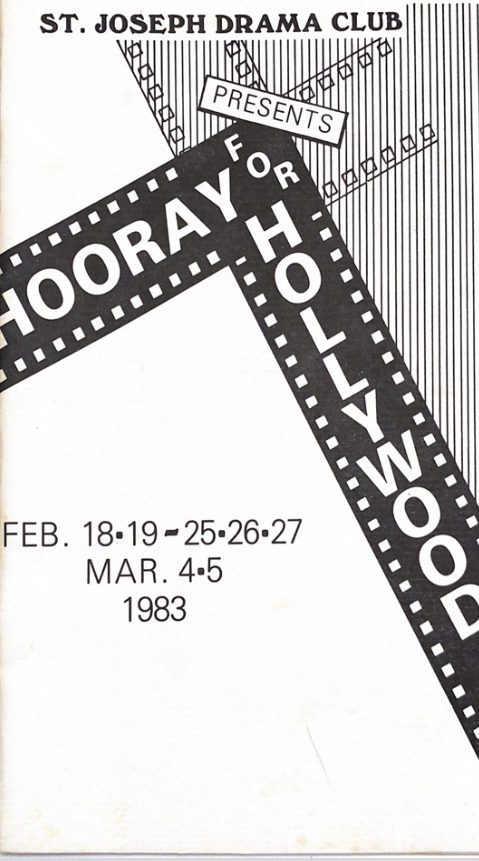 ST. JOSEPH DRAMA CLUB
PRESENTS
HOORAY
FOR
HOLLYWOOD
FEB. 18▪19 - 25▪26▪27
MAR. 4▪5
1983